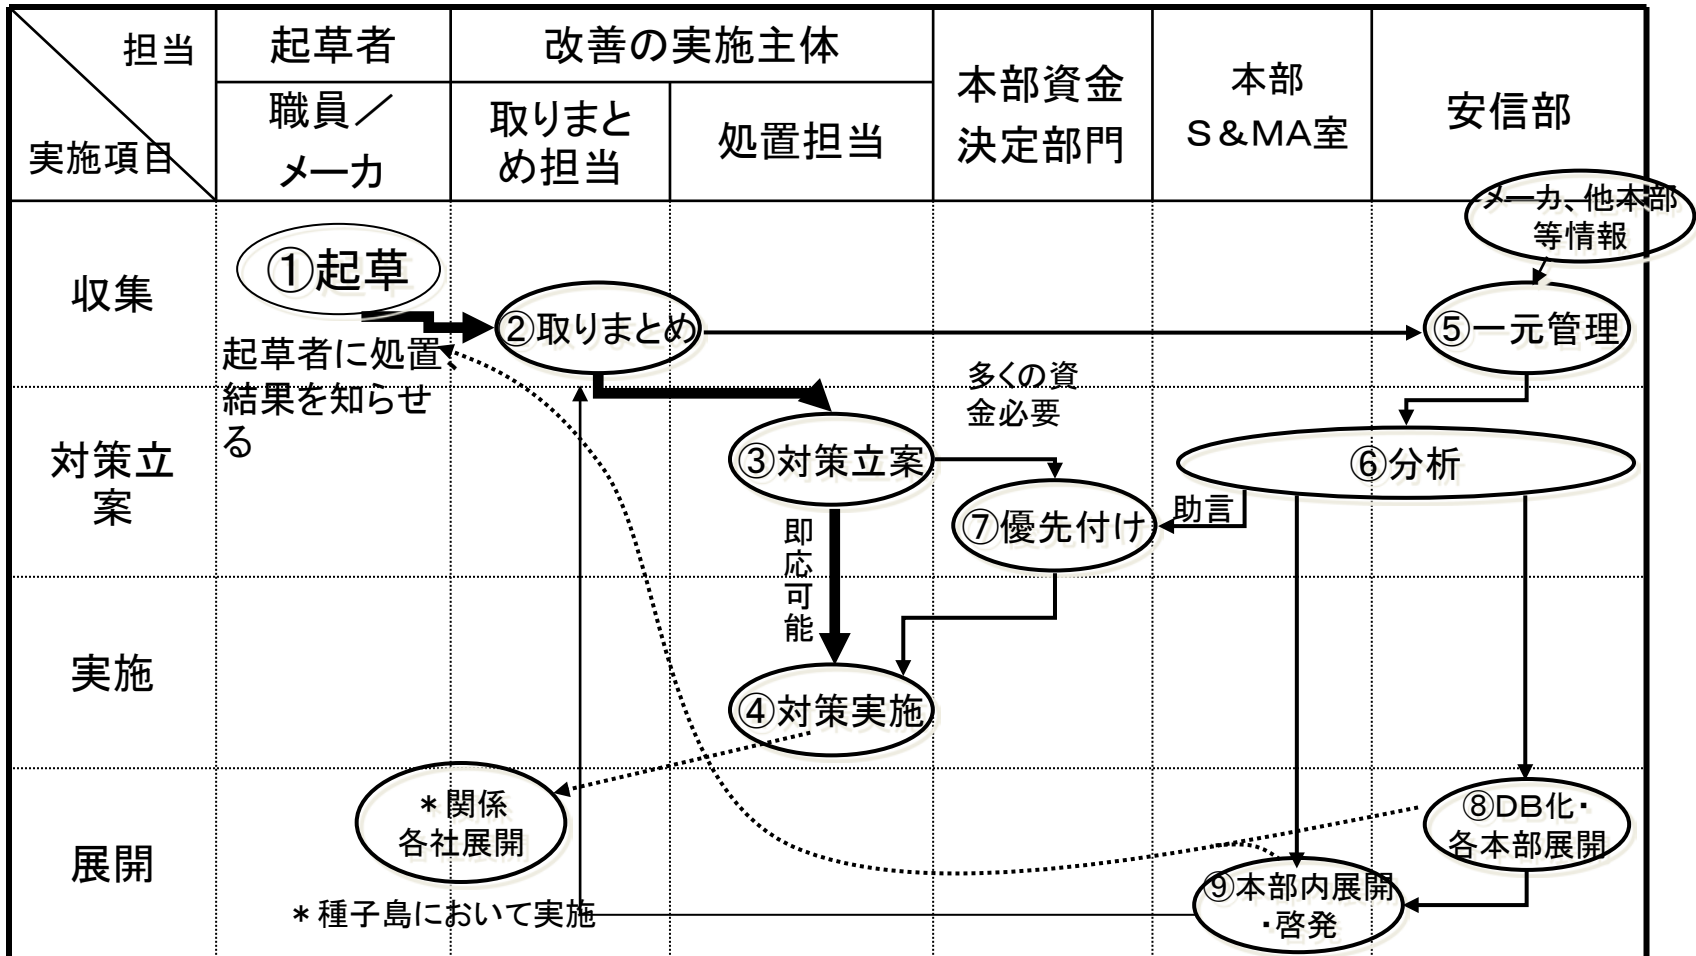 担当
実施項目
起草者
職員／
メーカ
改善の実施主体
取りまと
め担当
処置担当
本部資金
決定部門
本部
Ｓ＆ＭＡ室
安信部
収集
①起草
起草者に処置、
結果を知らせ
る
②取りまとめ
メーカ、他本部
等情報
⑤一元管理
対策立
案
③対策立案
多くの資
金必要
⑦優先付け
助言
⑥分析
即
応
可
能
実施
④対策実施
展開
＊関係
各社展開
＊種子島において実施
⑧ＤＢ化・
各本部展開
⑨本部内展開
・啓発